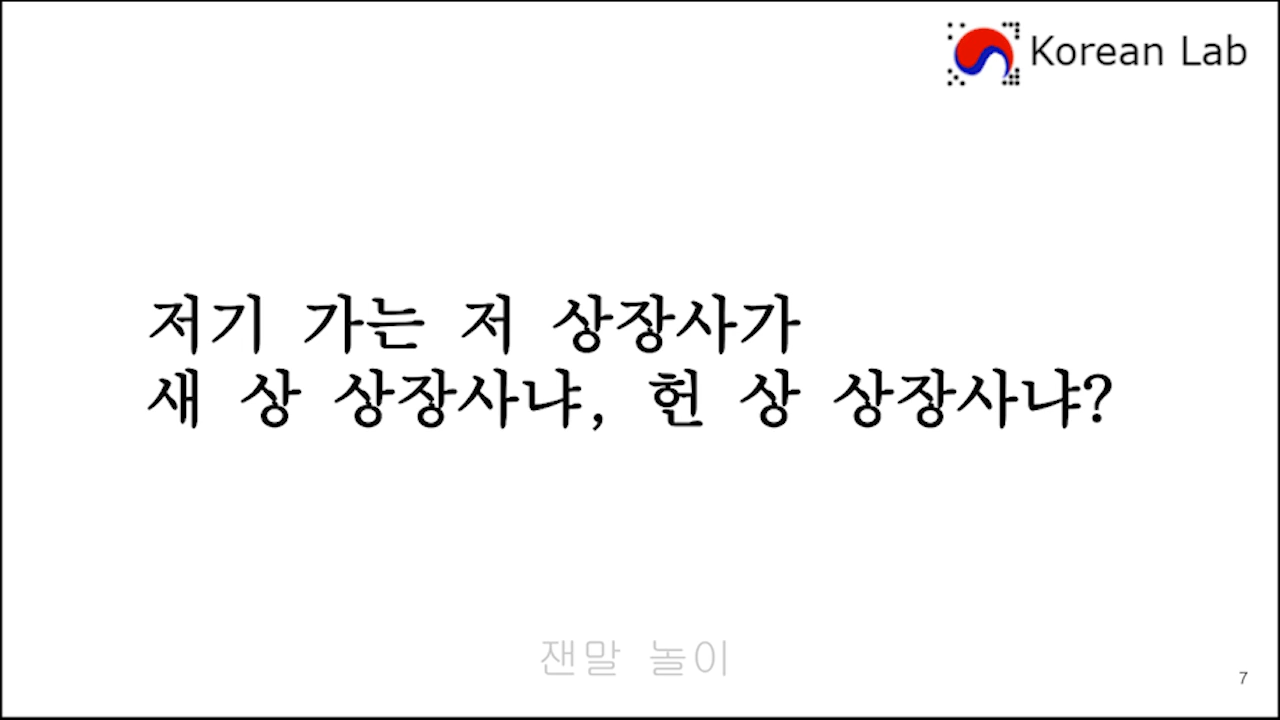 Korean Lab
저기 가는 저 상장사가
새 상 상장사냐, 헌 상 상장사냐?
잰말 놀이
7